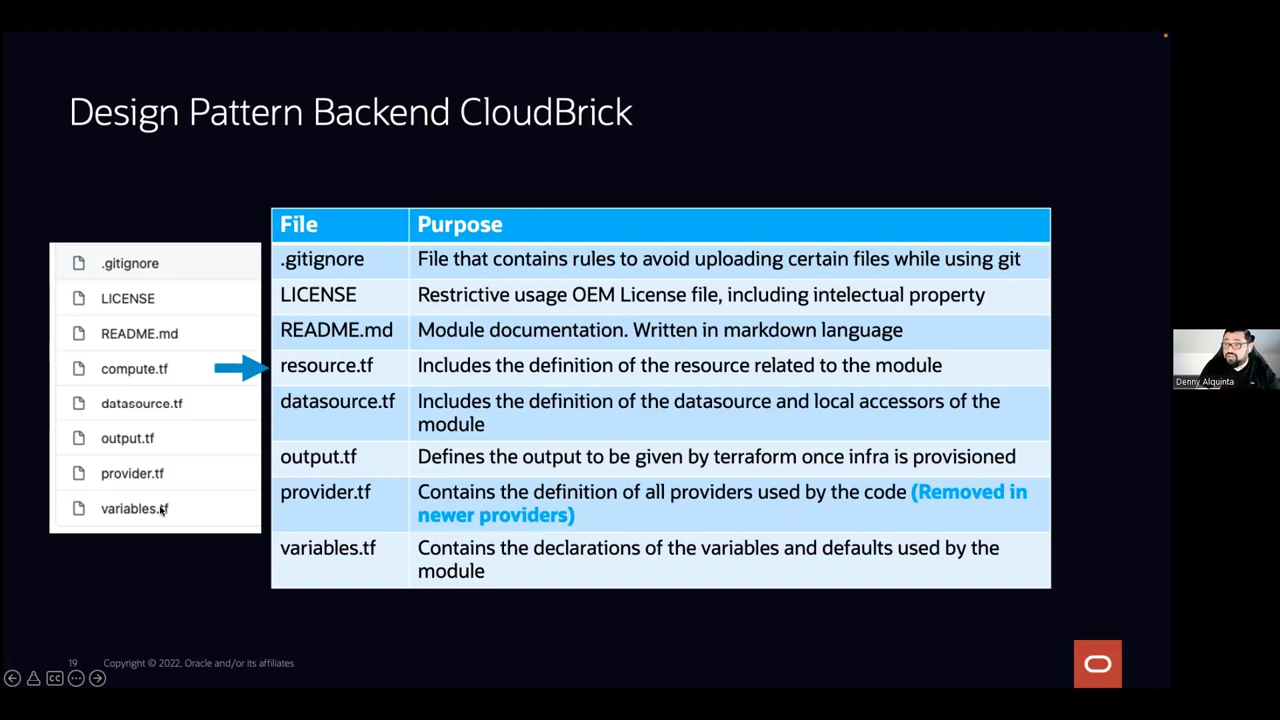 Design Pattern Backend CloudBrick
.gitignore
LICENSE
README.md
compute.tf
datasource.tf
output.tf
provider.tf
variables.tf
File Purpose
.gitignore File that contains rules to avoid uploading certain files while using git
LICENSE Restrictive usage OEM License file, including intelectual property
README.md Module documentation. Written in markdown language
resource.tf Includes the definition of the resource related to the module
datasource.tf Includes the definition of the datasource and local accessors of the
module
output.tf Defines the output to be given by terraform once infra is provisioned
provider.tf Contains the definition of all providers used by the code (Removed in
newer providers)
variables.tf Contains the declarations of the variables and defaults used by the
module
Denny Alquinta
19 Copyright © 2022, Oracle and/or its affiliates
CC